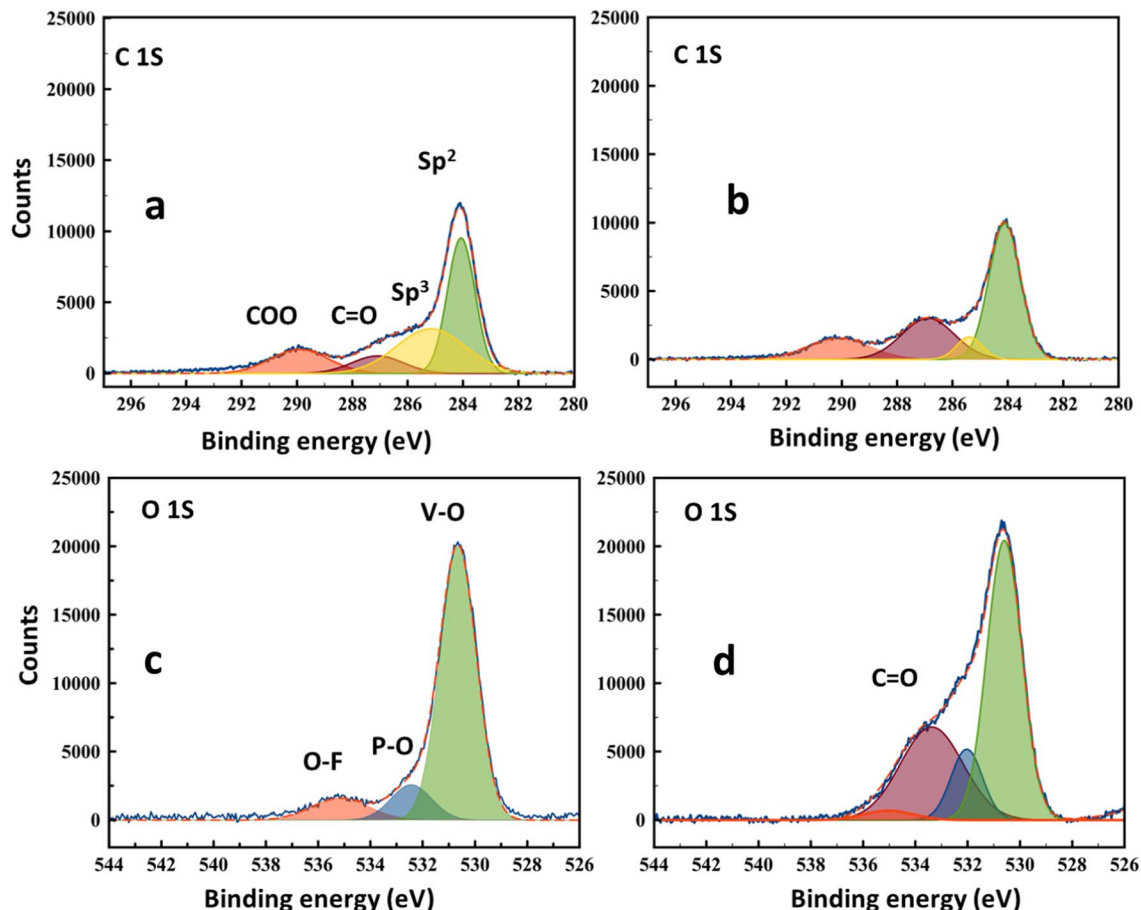 25000
20000
15000
10000
5000
0
Counts
C 1S
a
Sp²
Sp³
C=O
COO
296 294 292 290 288 286 284 282 280
Binding energy (eV)
25000
20000
15000
10000
5000
0
C 1S
b
296 294 292 290 288 286 284 282 280
Binding energy (eV)
25000
20000
15000
10000
5000
0
Counts
O 1S
V-O
c
P-O
O-F
544 542 540 538 536 534 532 530 528 526
Binding energy (eV)
25000
20000
15000
10000
5000
0
O 1S
d
C=O
544 542 540 538 536 534 532 530 528 526
Binding energy (eV)